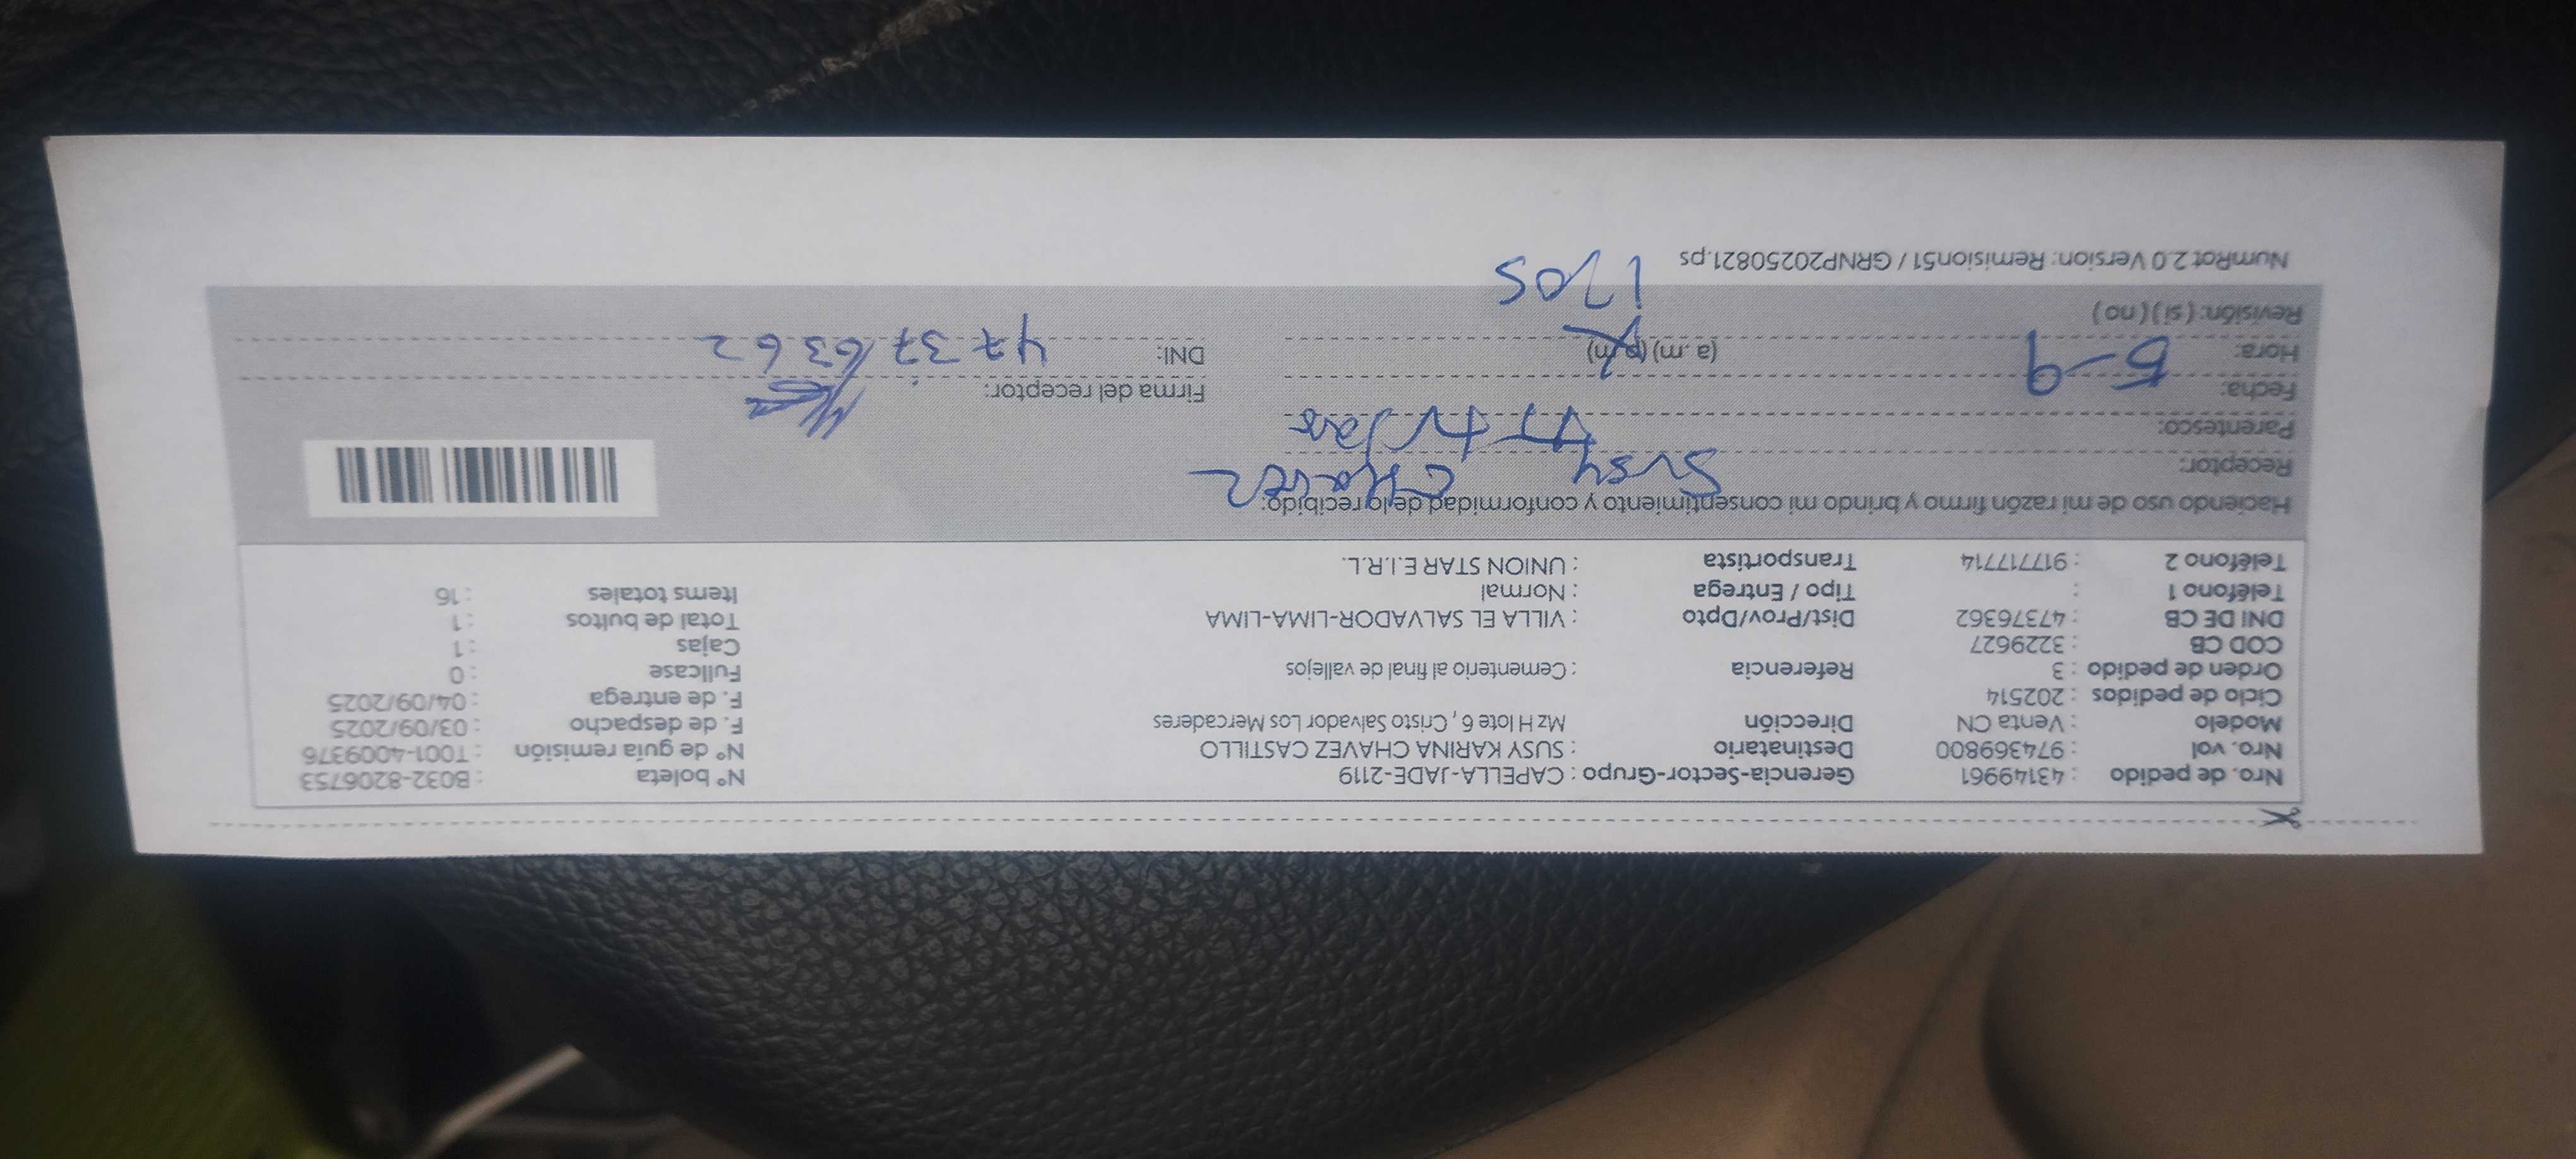 Nro. de pedido : 43149961 Gerencia-Sector-Grupo : CAPELLA-JADE-2119 N° boleta : B032-8206753
Nro. vol : 974369800 Destinatario : SUSY KARINA CHAVEZ CASTILLO N° de guía remisión : T001-4009376
Modelo : Venta CN Dirección Mz H lote 6 , Cristo Salvador Los Mercaderes F. de despacho : 03/09/2025
Ciclo de pedidos : 202514 F. de entrega : 04/09/2025
Orden de pedido : 3 Referencia : Cementerio al final de vallejos Fullcase : 0
COD CB : 3229627 Cajas : 1
DNI DE CB : 47376362 Dist/Prov/Dpto : VILLA EL SALVADOR-LIMA-LIMA Total de bultos : 1
Teléfono 1 : Tipo / Entrega : Normal Items totales : 16
Teléfono 2 : 917717714 Transportista : UNION STAR E.I.R.L.
Haciendo uso de mi razón firmo y brindo mi consentimiento y conformidad de lo recibido:
Receptor: Susy Chavez
Parentesco: Titular
Fecha: 5-9 Firma del receptor:
Hora: (a. m) (p. m) 1705 DNI: 47376362
Revisión: ( si ) ( no )
NumRot 2.0 Version: Remision51 / GRNP20250821.ps